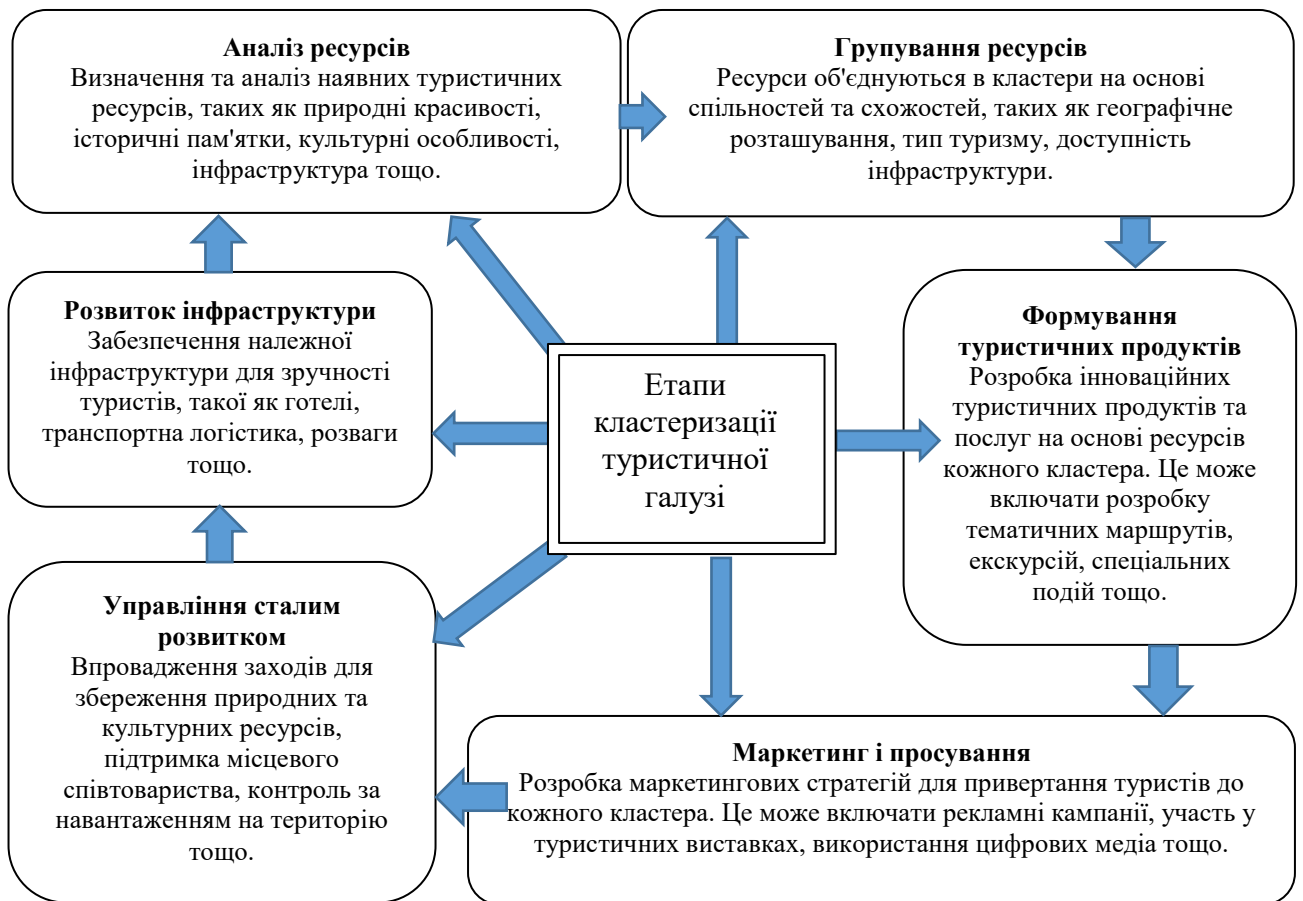 Аналіз ресурсів
Визначення та аналіз наявних туристичних
ресурсів, таких як природні красивості,
історичні пам'ятки, культурні особливості,
інфраструктура тощо.
Групування ресурсів
Ресурси об'єднуються в кластери на основі
спільностей та схожостей, таких як географічне
розташування, тип туризму, доступність
інфраструктури.
Розвиток інфраструктури
Забезпечення належної
інфраструктури для зручності
туристів, такої як готелі,
транспортна логістика, розваги
тощо.
Етапи
кластеризації
туристичної
галузі
Формування
туристичних продуктів
Розробка інноваційних
туристичних продуктів та
послуг на основі ресурсів
кожного кластера. Це може
включати розробку
тематичних маршрутів,
екскурсій, спеціальних
подій тощо.
Управління сталим
розвитком
Впровадження заходів для
збереження природних та
культурних ресурсів,
підтримка місцевого
співтовариства, контроль за
навантаженням на територію
тощо.
Маркетинг і просування
Розробка маркетингових стратегій для привертання туристів до
кожного кластера. Це може включати рекламні кампанії, участь у
туристичних виставках, використання цифрових медіа тощо.